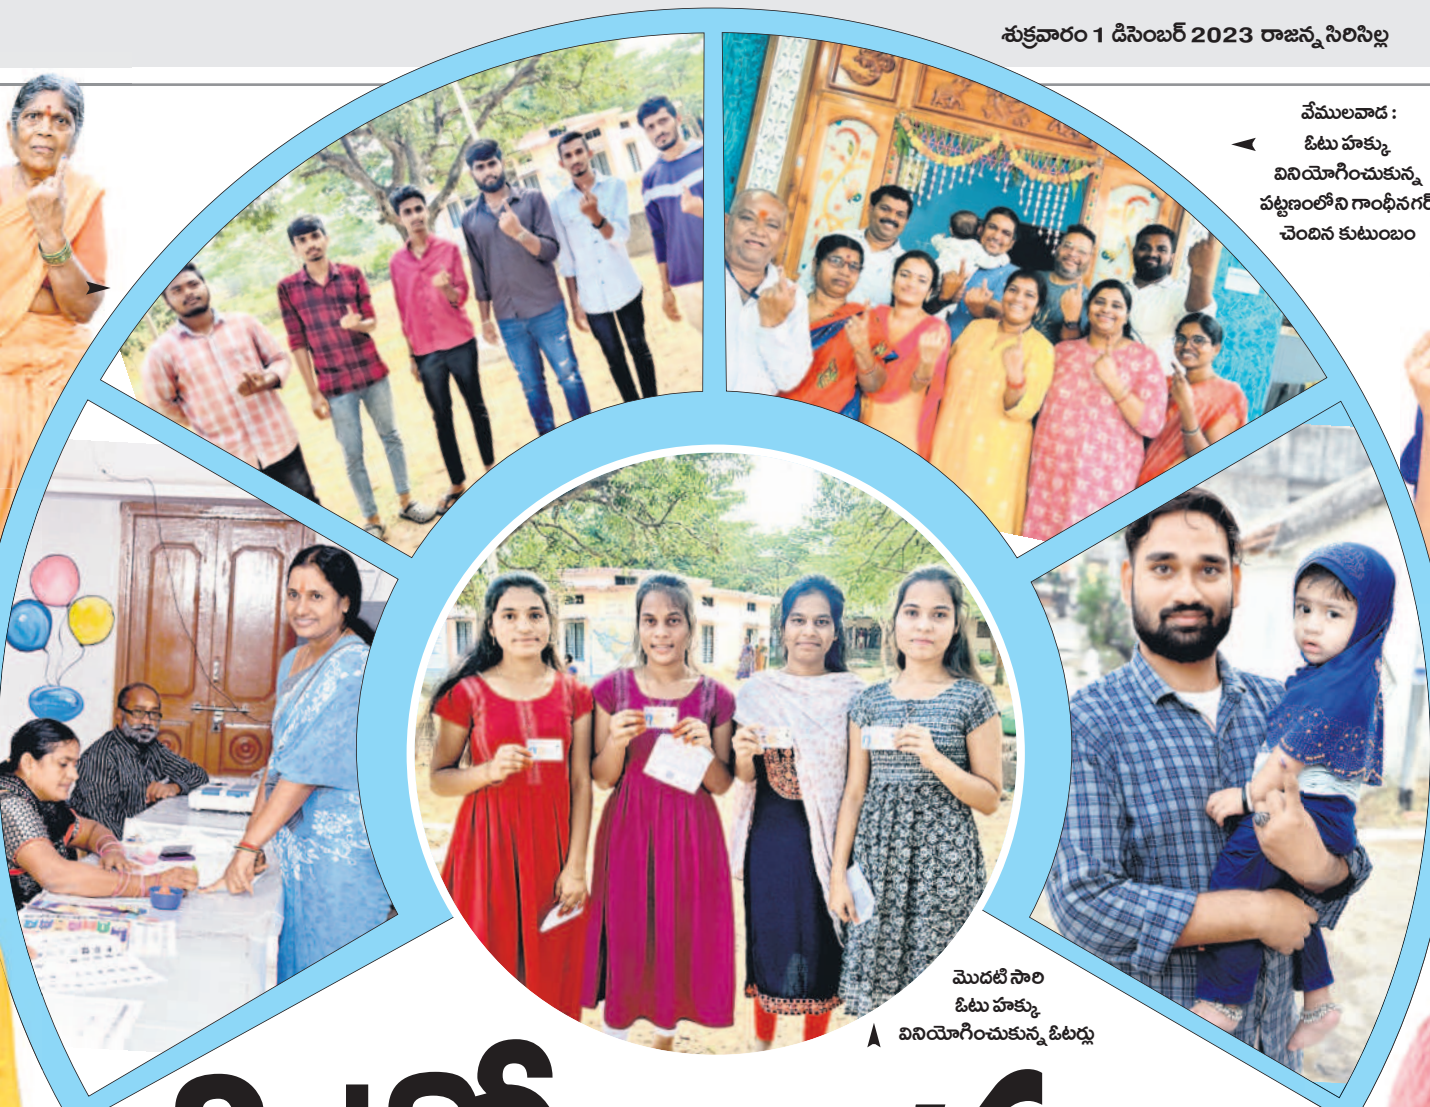 శుక్రవారం 1 డిసెంబర్ 2023 రాజన్న సిరిసిల్ల
వేములవాడ :
ఓటు హక్కు
వినియోగించుకున్న
పట్టణంలోని గాంధీనగర్
చెందిన కుటుంబం
మొదటి సారి
ఓటు హక్కు
వినియోగించుకున్న ఓటర్లు